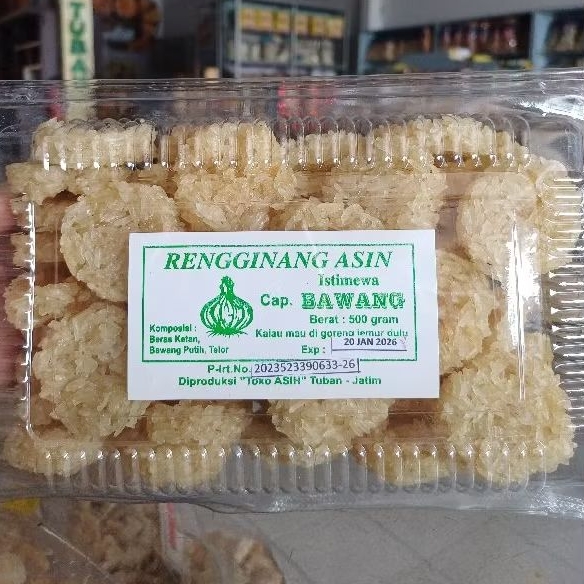 TUBAN
RENGGINANG ASIN
Istimewa
Cap. BAWANG
Berat : 500 gram
Kalau mau di goreng jemur dulu
Exp : 20 JAN 2026
Komposisi :
Beras Ketan,
Bawang Putih, Telor
P-irt.No. 2023523390633-26
Diproduksi "Toko ASIH" Tuban - Jatim